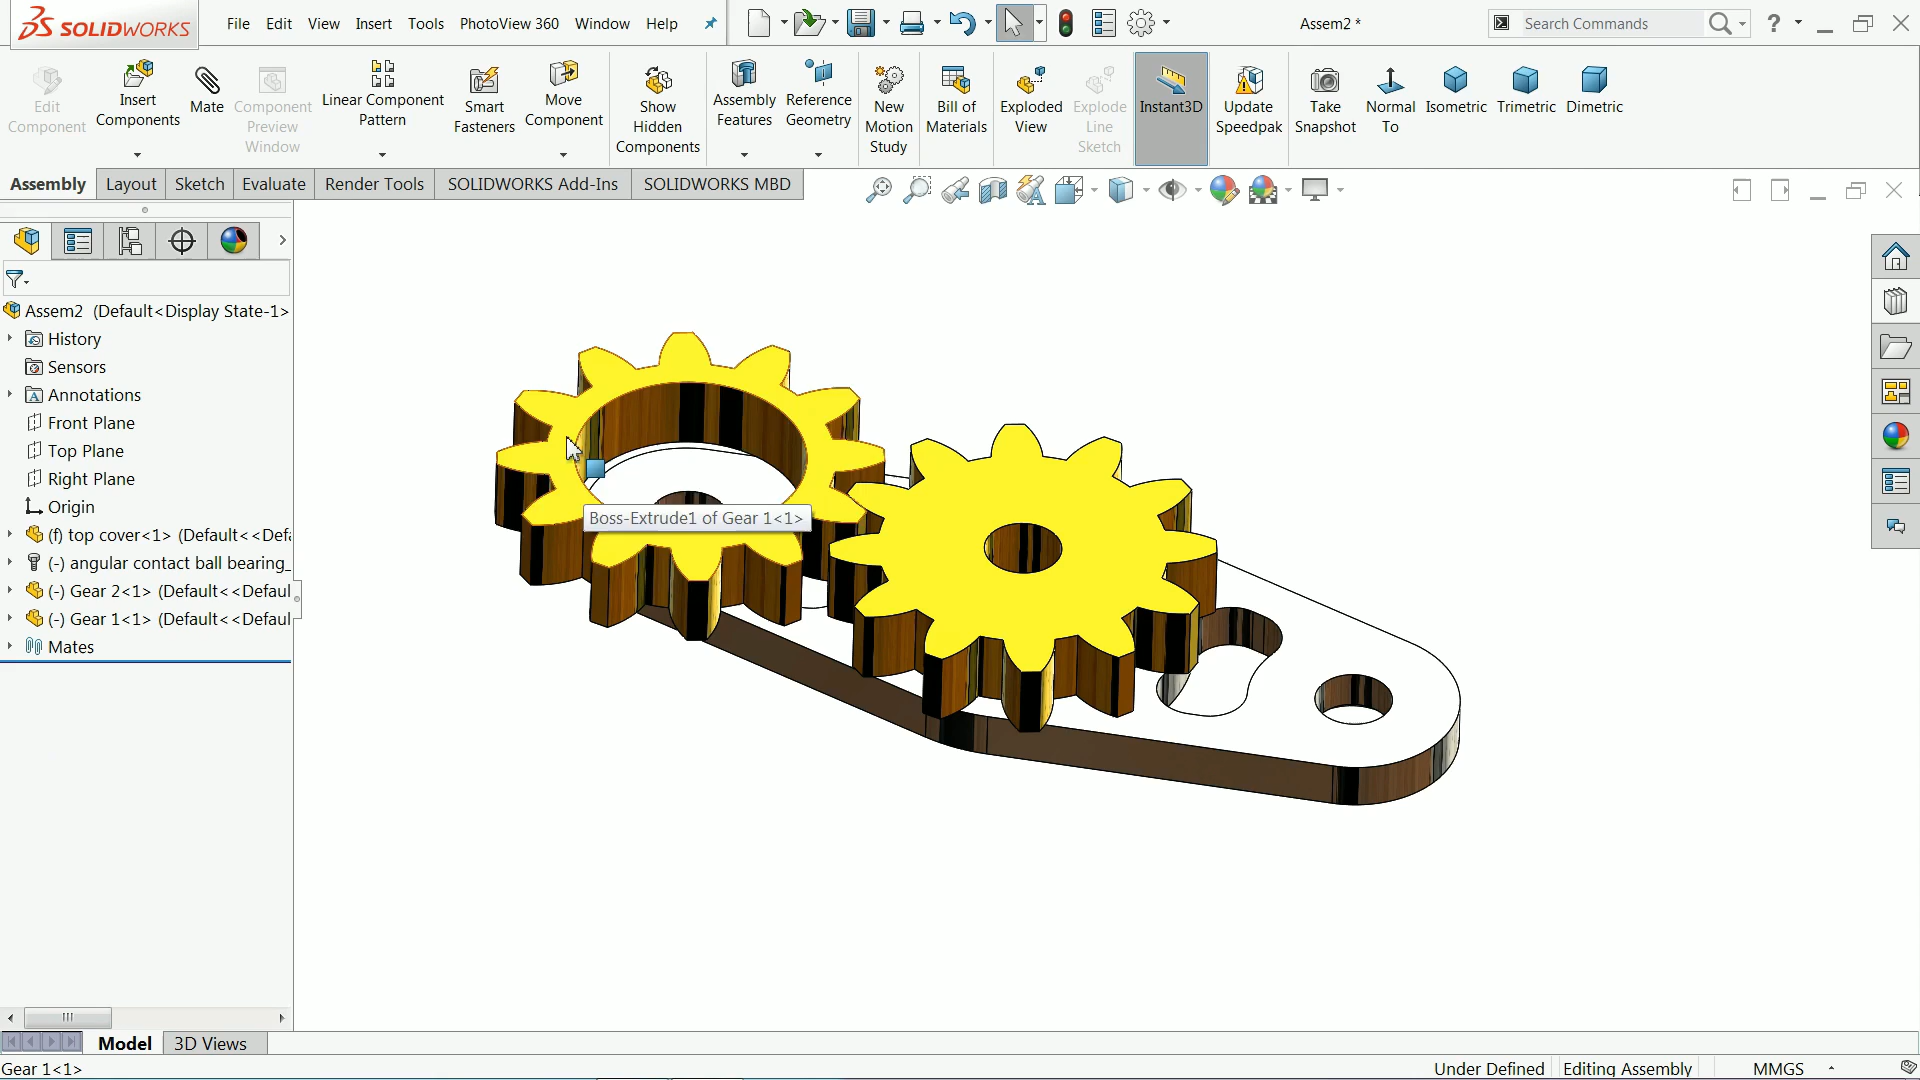 SOLIDWORKS File Edit View Insert Tools PhotoView 360 Window Help Assem2 * Search Commands ?
Edit Component
Insert Components
Mate
Component Preview Window
Linear Component Pattern
Smart Fasteners
Move Component
Show Hidden Components
Assembly Features
Reference Geometry
New Motion Study
Bill of Materials
Exploded View
Explode Line Sketch
Instant3D
Update Speedpak
Take Snapshot
Normal To
Isometric
Trimetric
Dimetric
Assembly Layout Sketch Evaluate Render Tools SOLIDWORKS Add-Ins SOLIDWORKS MBD
Assem2 (Default<Display State-1>
History
Sensors
Annotations
Front Plane
Top Plane
Right Plane
Origin
(f) top cover<1> (Default<<Defa
(-) angular contact ball bearing_
(-) Gear 2<1> (Default<<Defaul
(-) Gear 1<1> (Default<<Defaul
Mates
Boss-Extrude1 of Gear 1<1>
Model 3D Views
Gear 1<1> Under Defined Editing Assembly MMGS